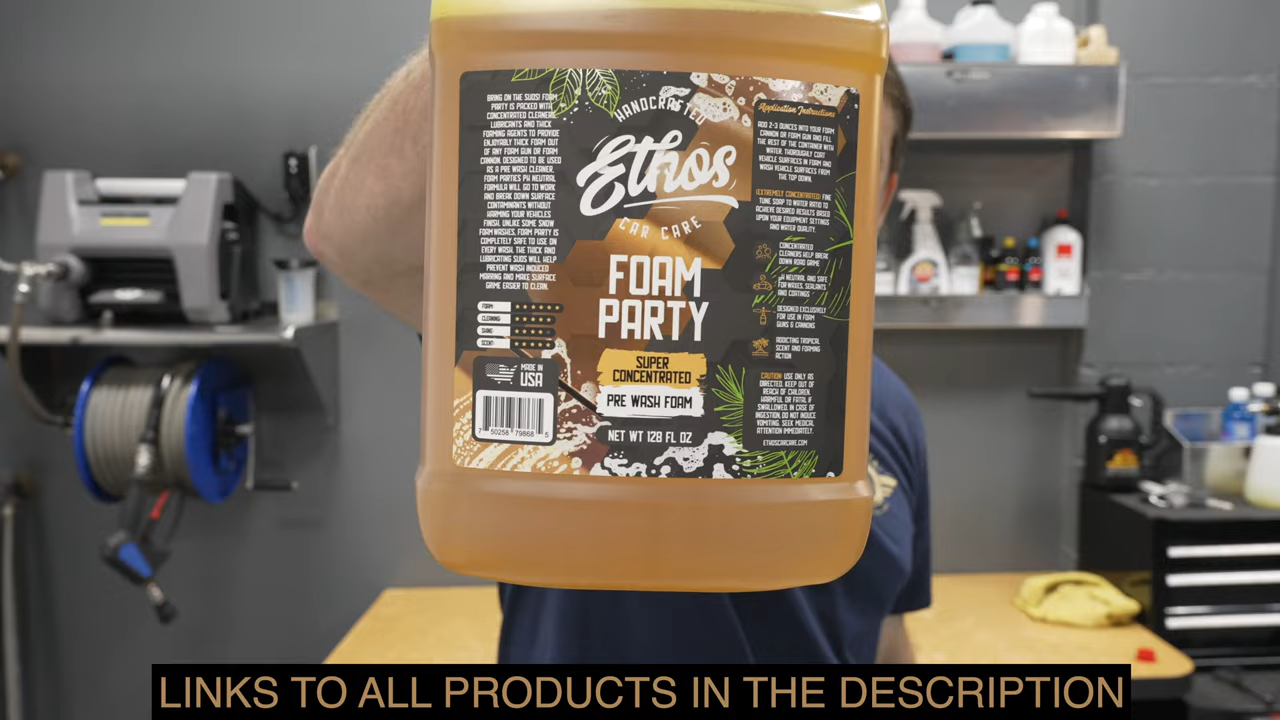 BRING ON THE SUDS! FOAM
PARTY IS PACKED WITH
CONCENTRATED CLEANERS,
LUBRICANTS AND THICK
FOAMING AGENTS TO PROVIDE
ENJOYABLY THICK FOAM OUT
OF ANY FOAM GUN OR FOAM
CANNON. DESIGNED TO BE USED
AS A PRE WASH CLEANER,
FOAM PARTIES PH NEUTRAL
FORMULA WILL GO TO WORK
AND BREAK DOWN SURFACE
CONTAMINANTS WITHOUT
HARMING YOUR VEHICLES
FINISH. UNLIKE SOME SNOW
FOAM WASHES, FOAM PARTY IS
COMPLETELY SAFE TO USE ON
EVERY WASH. THE THICK AND
LUBRICATING SUDS WILL HELP
PREVENT WASH INDUCED
MARRING AND MAKE SURFACE
GRIME EASIER TO CLEAN.
FOAM:
CLEANING:
SHINE:
SCENT:
MADE IN
USA
7 50258 79868 5
HANDCRAFTED
Ethos
CAR CARE
FOAM
PARTY
SUPER
CONCENTRATED
PRE WASH FOAM
NET WT 128 FL OZ
Application Instructions
ADD 2-3 OUNCES INTO YOUR FOAM
CANNON OR FOAM GUN AND FILL
THE REST OF THE CONTAINER WITH
WATER. THOROUGHLY COAT
VEHICLE SURFACES IN FOAM AND
WASH VEHICLE SURFACES FROM
THE TOP DOWN.
(EXTREMELY CONCENTRATED) FINE
TUNE SOAP TO WATER RATIO TO
ACHIEVE DESIRED RESULTS BASED
UPON YOUR EQUIPMENT SETTINGS
AND WATER QUALITY.
CONCENTRATED
CLEANERS HELP BREAK
DOWN ROAD GRIME
PH NEUTRAL AND SAFE
FOR WAXES, SEALANTS
AND COATINGS
DESIGNED EXCLUSIVELY
FOR USE IN FOAM
GUNS & CANNONS
ADDICTING TROPICAL
SCENT AND FOAMING
ACTION
CAUTION: USE ONLY AS
DIRECTED. KEEP OUT OF
REACH OF CHILDREN.
HARMFUL OR FATAL IF
SWALLOWED. IN CASE OF
INGESTION, DO NOT INDUCE
VOMITING. SEEK MEDICAL
ATTENTION IMMEDIATELY.
ETHOSCARCARE.COM
LINKS TO ALL PRODUCTS IN THE DESCRIPTION